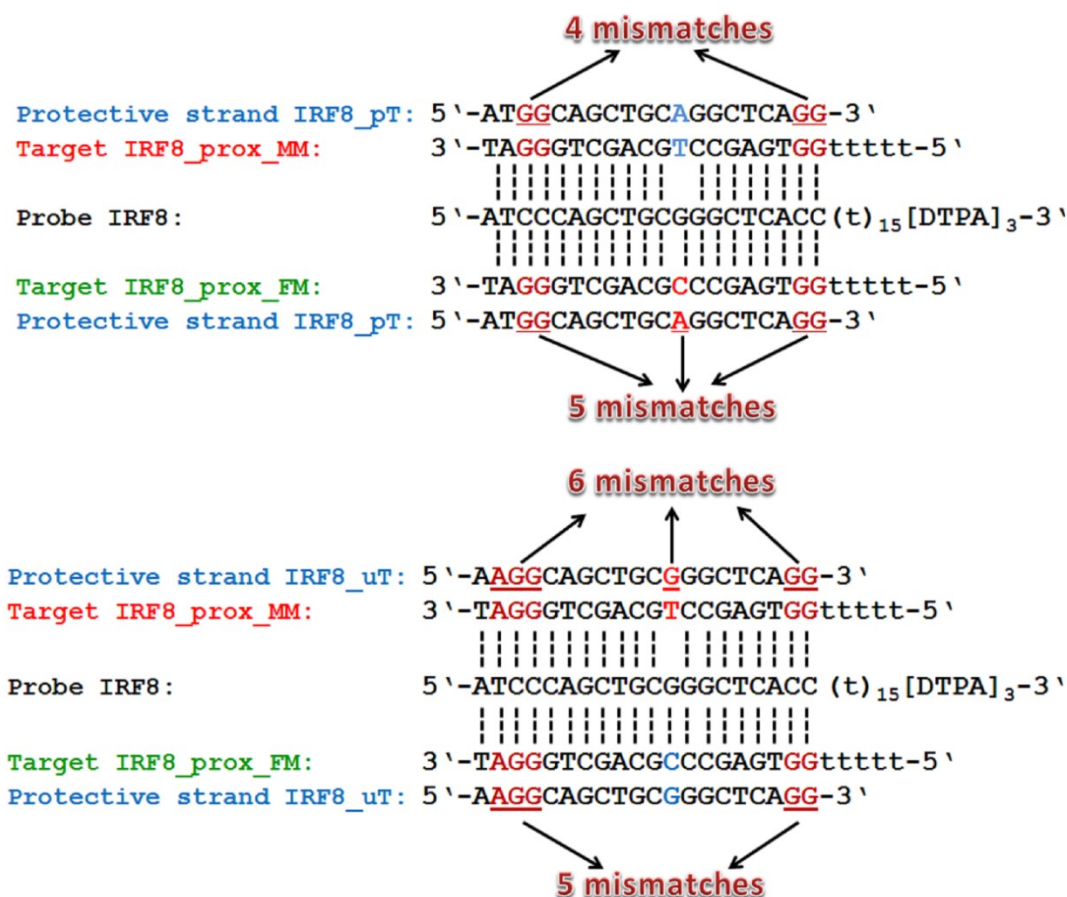 4 mismatches
Protective strand IRF8_pT: 5‵-ATGGCAGCTGCAGGCTCAGG-3‵
Target IRF8_prox_MM: 3‵-TAGGGTCGACGTCCGAGTGGttttt-5‵
Probe IRF8: 5‵-ATCCCAGCTGCGGGCTCACC(t)15[DTPA]3-3‵
Target IRF8_prox_FM: 3‵-TAGGGTCGACGCCCGAGTGGttttt-5‵
Protective strand IRF8_pT: 5‵-ATGGCAGCTGCAGGCTCAGG-3‵
5 mismatches
6 mismatches
Protective strand IRF8_uT: 5‵-AAGGCAGCTGCGGGCTCAGG-3‵
Target IRF8_prox_MM: 3‵-TAGGGTCGACGTCCGAGTGGttttt-5‵
Probe IRF8: 5‵-ATCCCAGCTGCGGGCTCACC(t)15[DTPA]3-3‵
Target IRF8_prox_FM: 3‵-TAGGGTCGACGCCCGAGTGGttttt-5‵
Protective strand IRF8_uT: 5‵-AAGGCAGCTGCGGGCTCAGG-3‵
5 mismatches